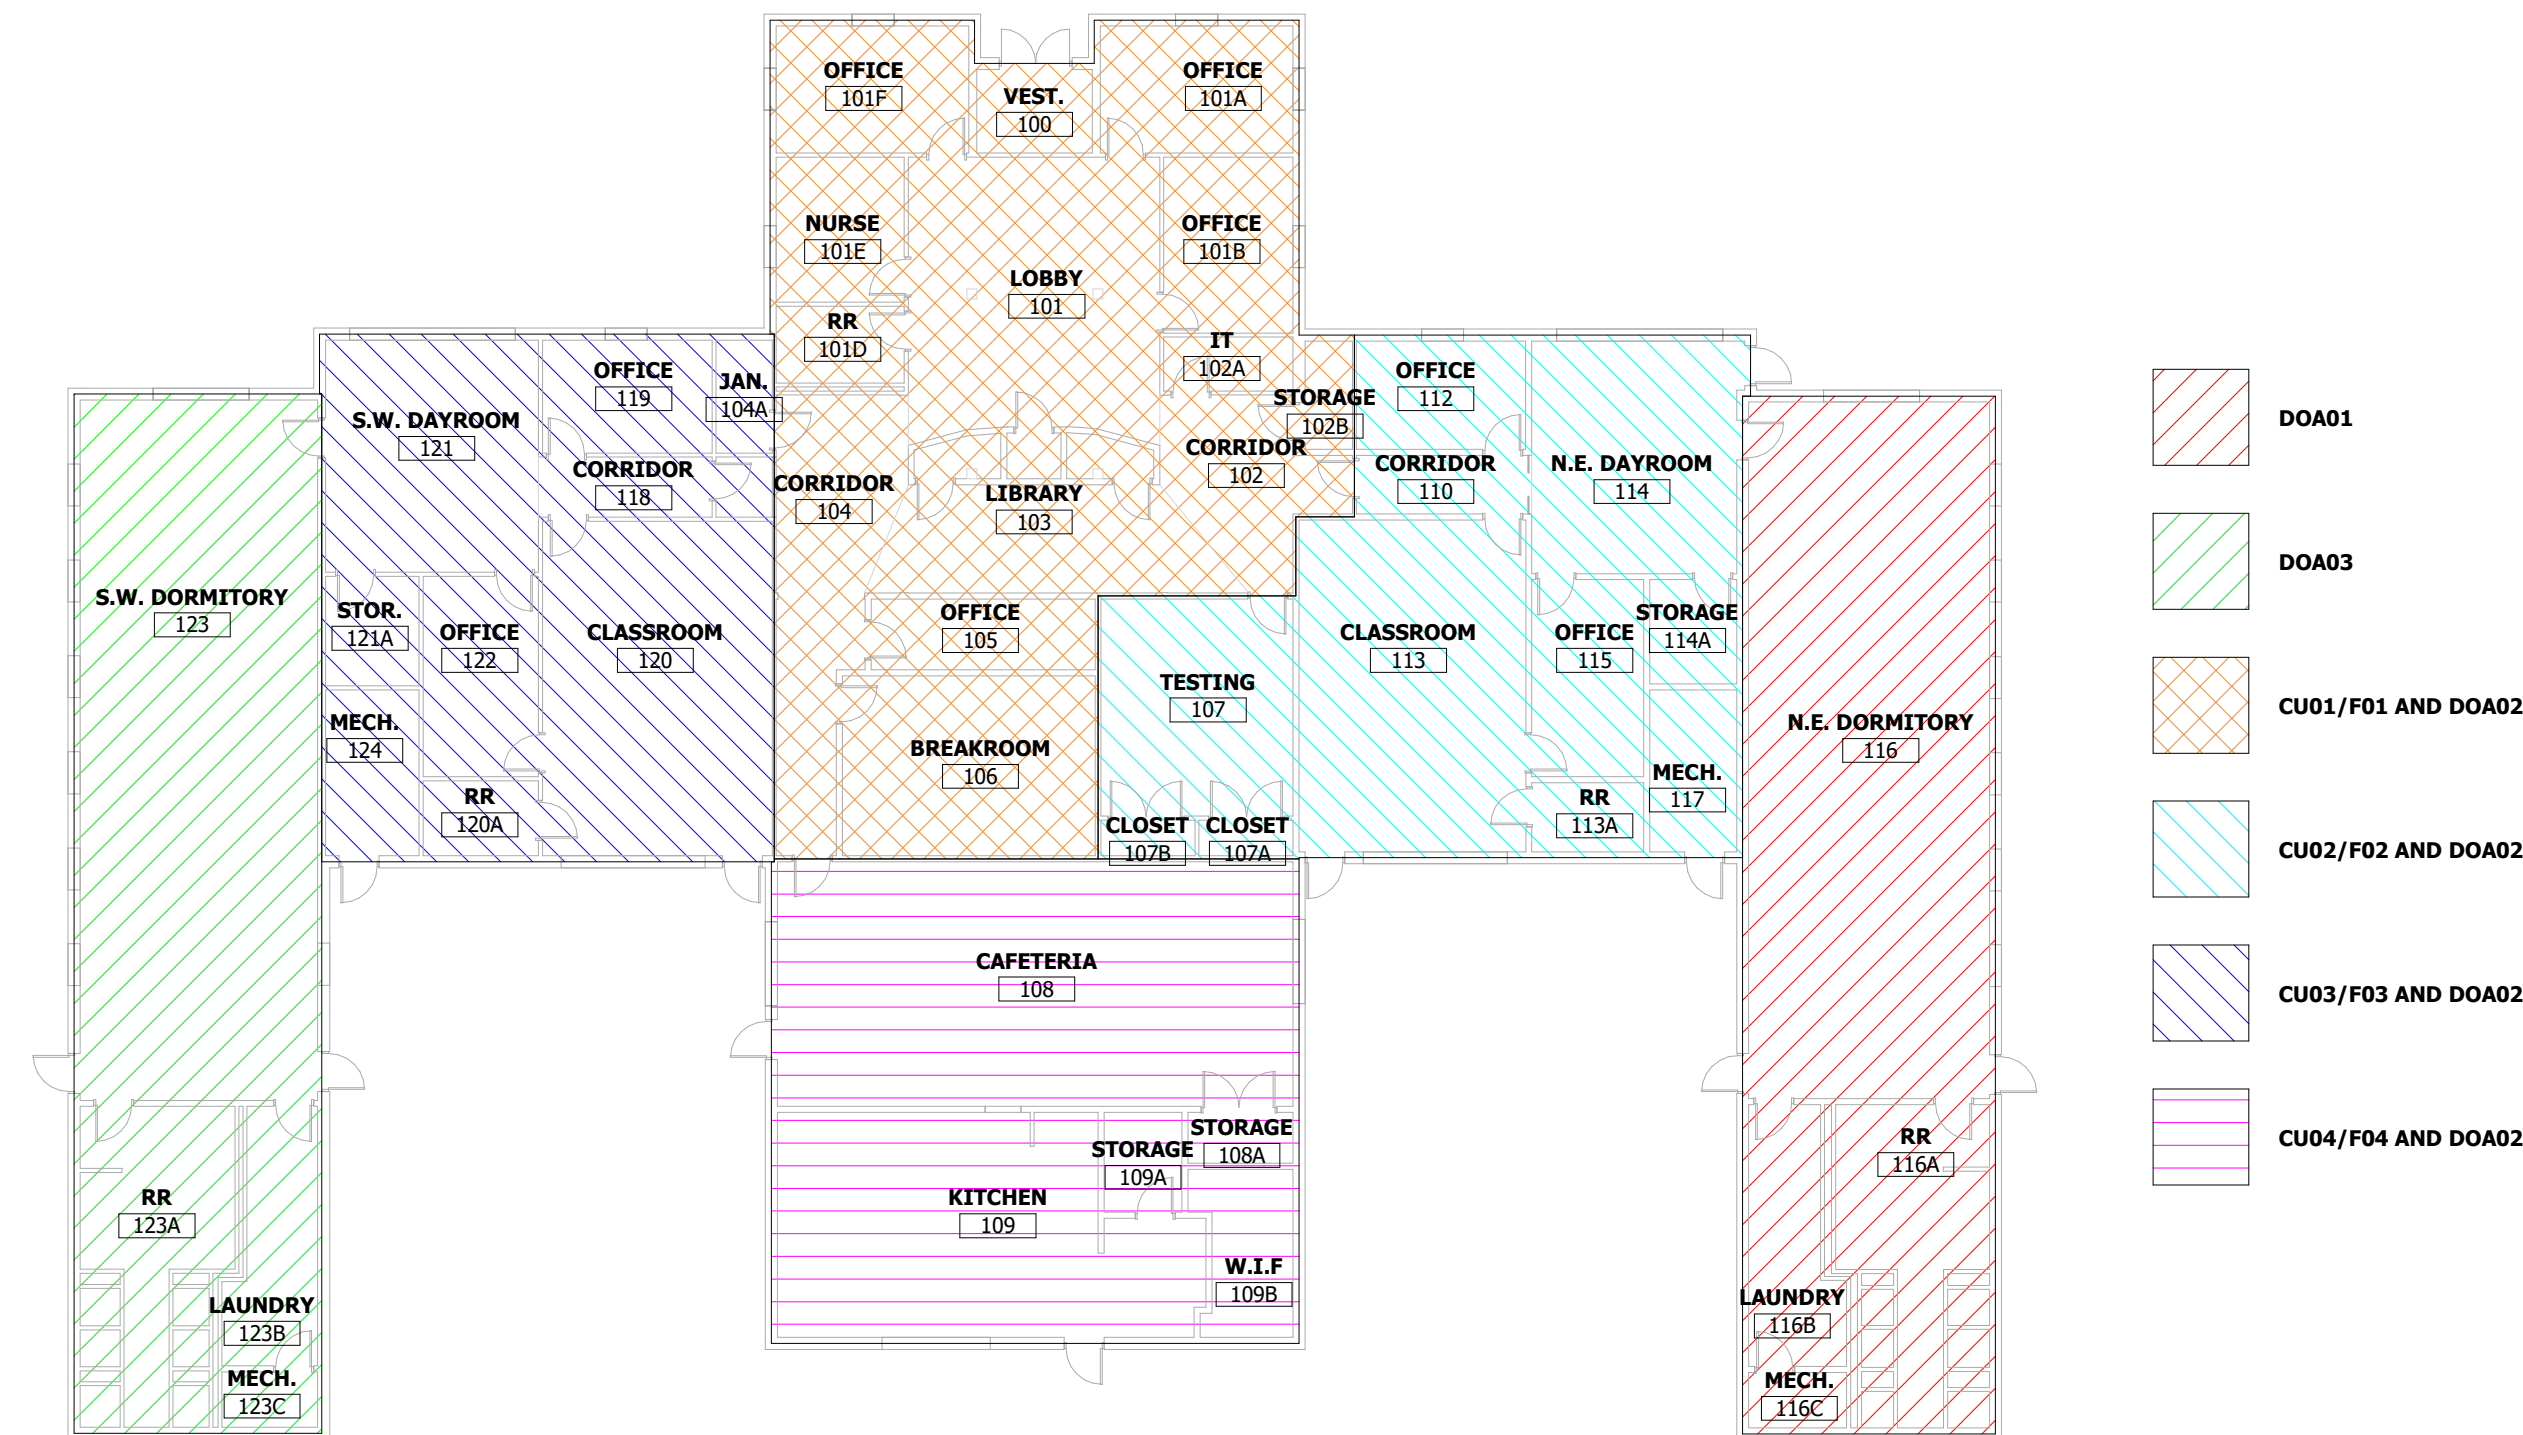 OFFICE
101F
VEST.
100
OFFICE
101A
NURSE
101E
LOBBY
101
OFFICE
101B
RR
101D
IT
102A
STORAGE
102B
CORRIDOR
102
CORRIDOR
104
LIBRARY
103
OFFICE
105
BREAKROOM
106
S.W. DAYROOM
121
OFFICE
119
JAN.
104A
CORRIDOR
118
STOR.
121A
OFFICE
122
CLASSROOM
120
MECH.
124
RR
120A
S.W. DORMITORY
123
RR
123A
LAUNDRY
123B
MECH.
123C
OFFICE
112
CORRIDOR
110
N.E. DAYROOM
114
CLASSROOM
113
OFFICE
115
STORAGE
114A
TESTING
107
CLOSET
107B
CLOSET
107A
RR
113A
MECH.
117
N.E. DORMITORY
116
RR
116A
LAUNDRY
116B
MECH.
116C
CAFETERIA
108
STORAGE
108A
STORAGE
109A
KITCHEN
109
W.I.F
109B
DOA01
DOA03
CU01/F01 AND DOA02
CU02/F02 AND DOA02
CU03/F03 AND DOA02
CU04/F04 AND DOA02